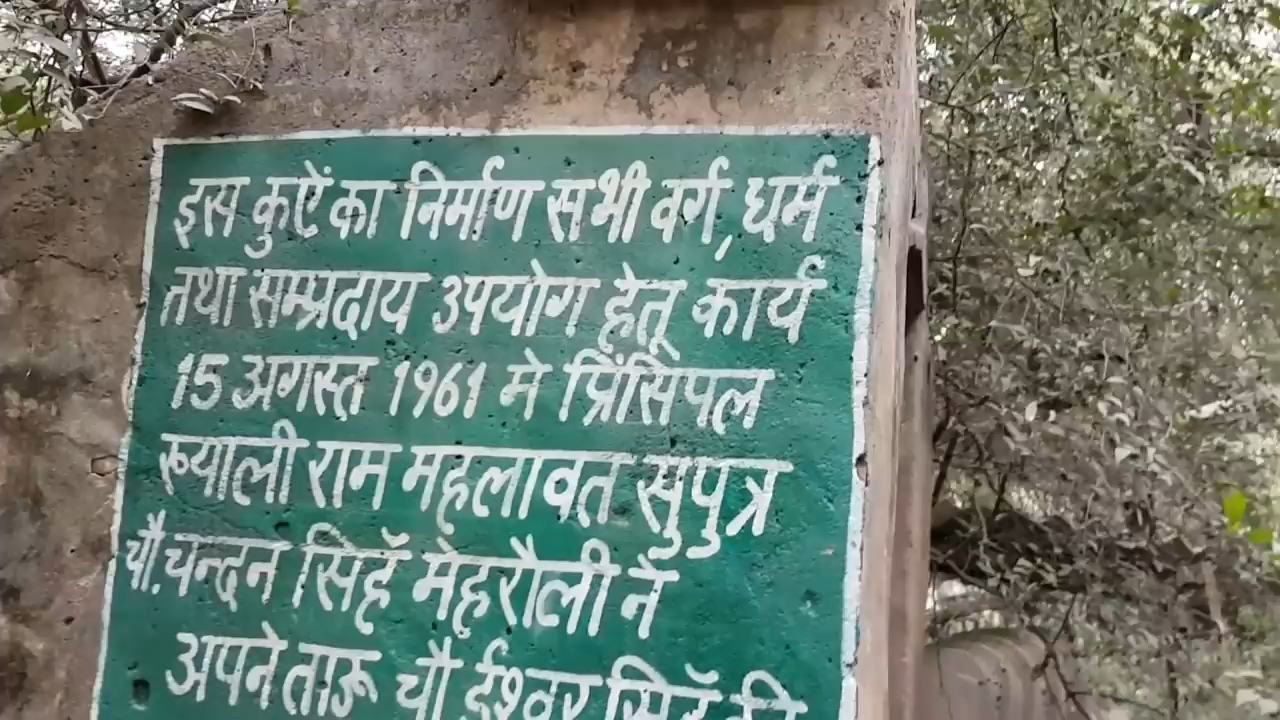 इस कुऐं का निर्माण सभी वर्ग, धर्म
तथा सम्प्रदाय उपयोग हेतू कार्य
15 अगस्त 1961 मे प्रिंसिपल
ख्याली राम महलावत सुपुत्र
चौ. चन्दन सिहँ मेहरौली ने
अपने ताऊ चौ ईश्वर सिहँ की